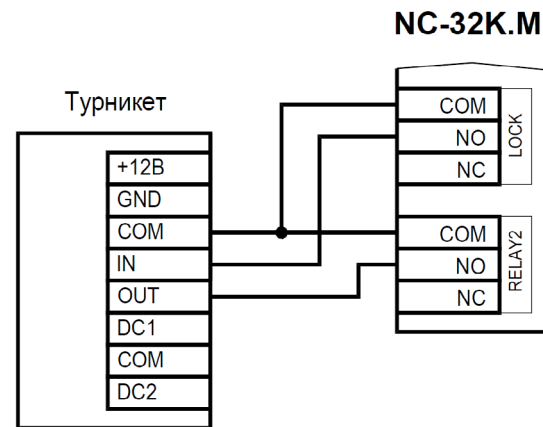 NC-32K.M
Турникет
+12В
GND
COM
IN
OUT
DC1
COM
DC2
COM
NO
NC
LOCK
COM
NO
NC
RELAY2